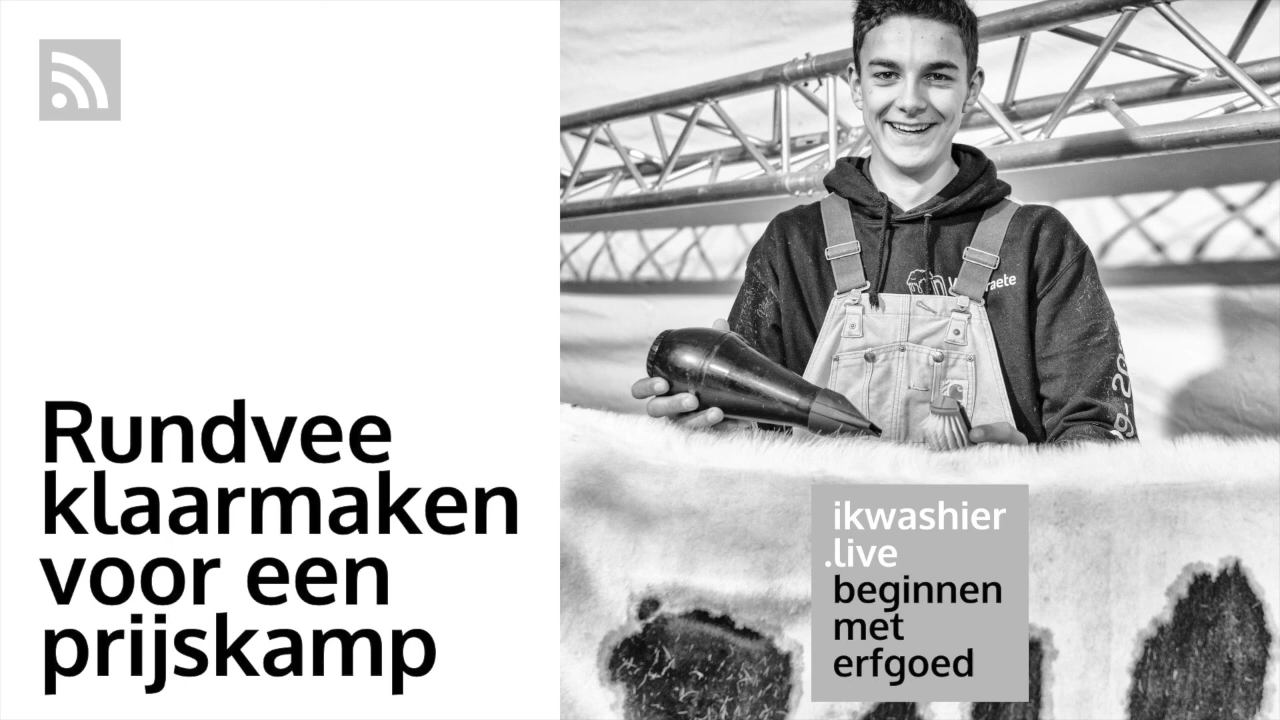 Rundvee
klaarmaken
voor een
prijskamp
ikwashier
.live
beginnen
met
erfgoed